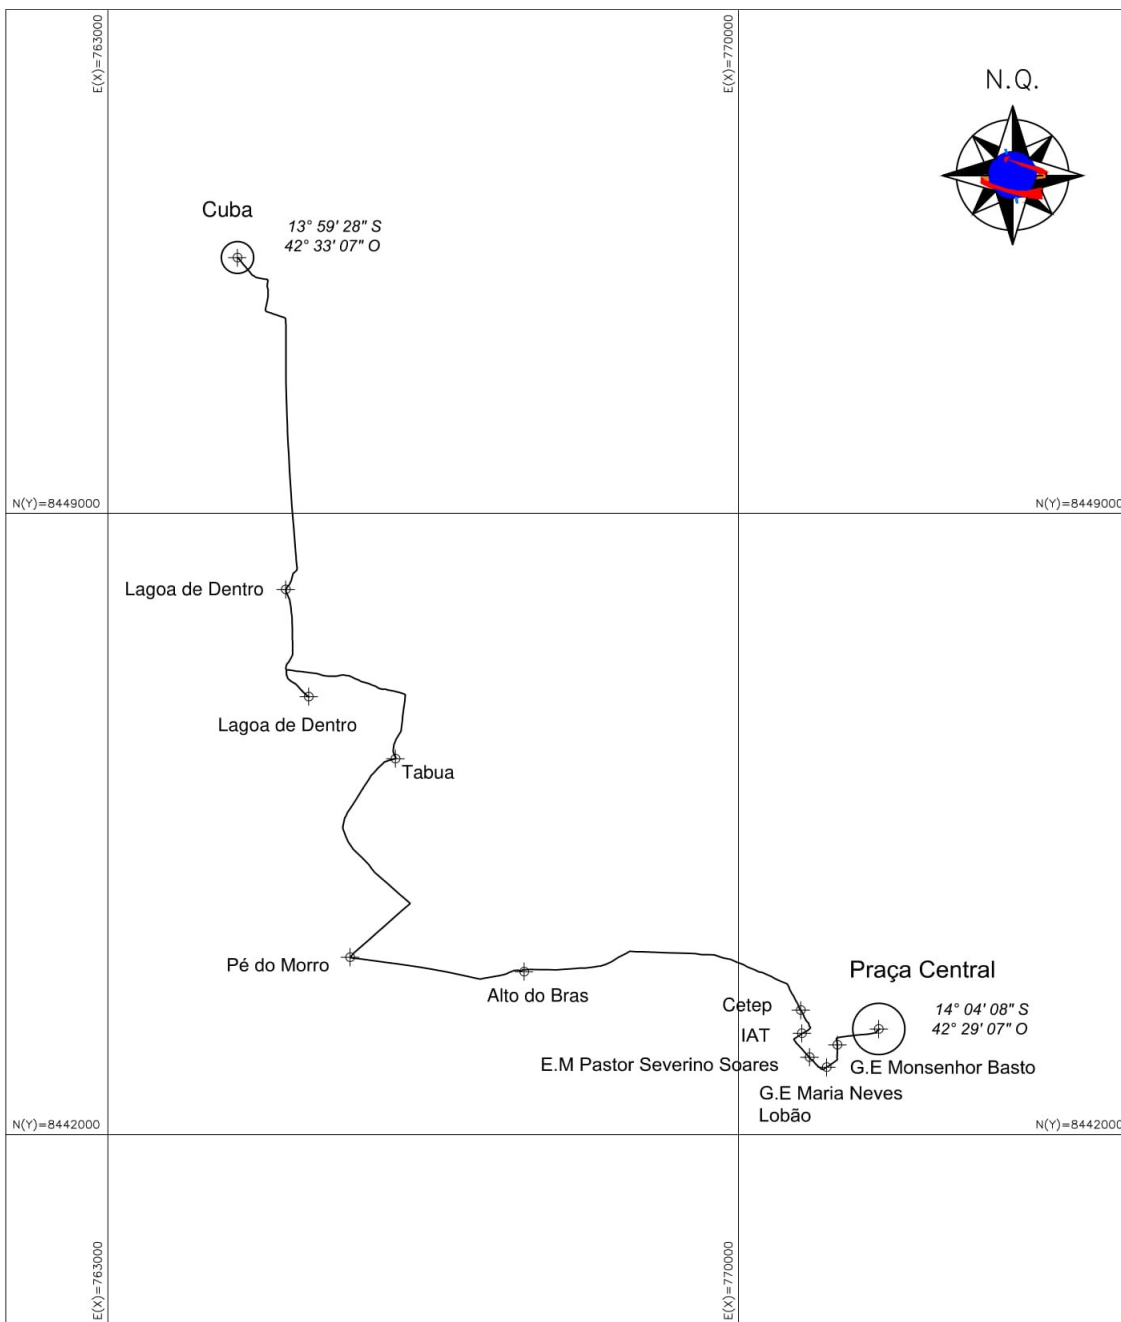 E(X)=763000
E(X)=770000
N.Q.
Cuba
13° 59' 28" S
42° 33' 07" O
N(Y)=8449000
N(Y)=8449000
Lagoa de Dentro
Lagoa de Dentro
Tabua
Pé do Morro
Alto do Bras
Praça Central
14° 04' 08" S
42° 29' 07" O
Cetep
IAT
E.M Pastor Severino Soares
G.E Monsenhor Basto
G.E Maria Neves
Lobão
N(Y)=8442000
N(Y)=8442000
E(X)=763000
E(X)=770000